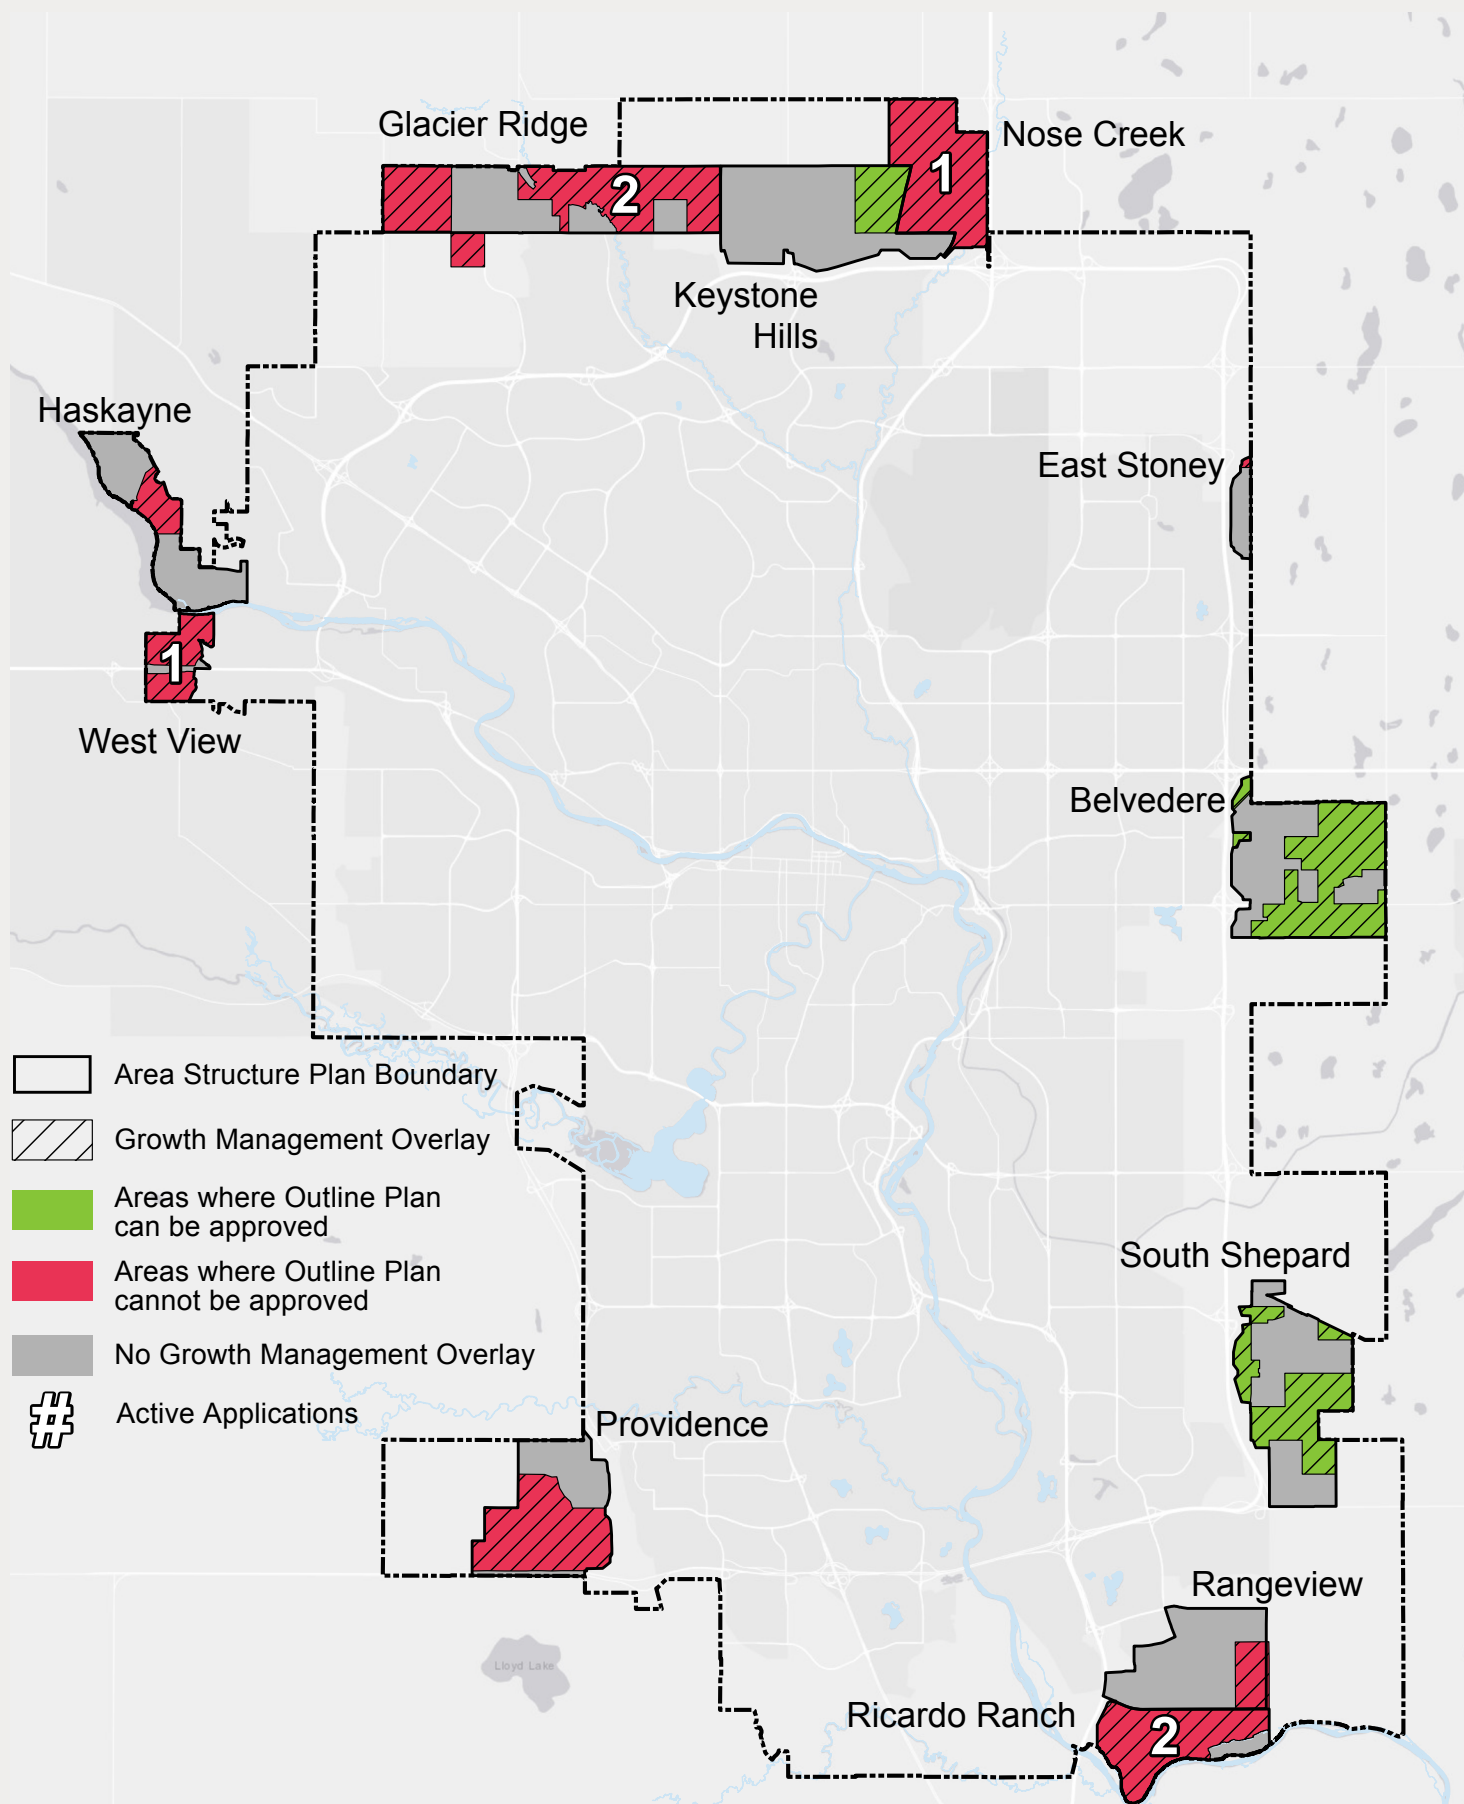 Glacier Ridge
Nose Creek
1
2
Keystone
Hills
Haskayne
East Stoney
1
West View
Belvedere
Area Structure Plan Boundary
Growth Management Overlay
Areas where Outline Plan
can be approved
Areas where Outline Plan
cannot be approved
No Growth Management Overlay
# Active Applications
South Shepard
Providence
Rangeview
Lloyd Lake
Ricardo Ranch
2